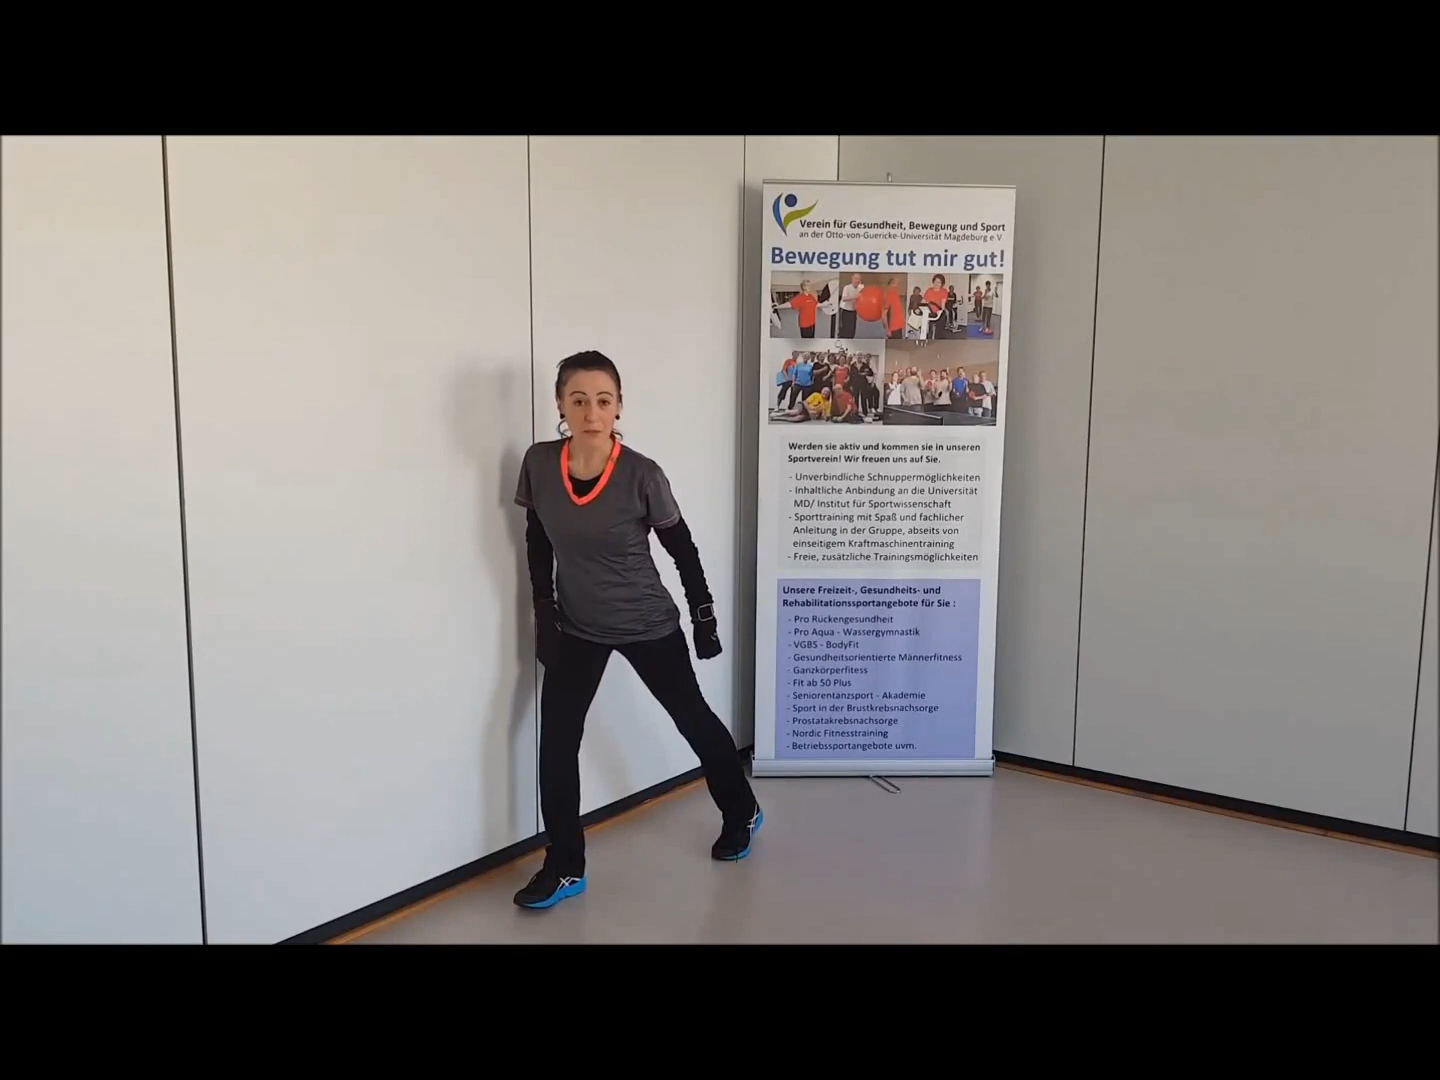 Verein für Gesundheit, Bewegung und Sport
an der Otto-von-Guericke-Universität Magdeburg e.V
Bewegung tut mir gut!
Werden sie aktiv und kommen sie in unseren
Sportverein! Wir freuen uns auf Sie.
- Unverbindliche Schnuppermöglichkeiten
- Inhaltliche Anbindung an die Universität
MD/ Institut für Sportwissenschaft
- Sporttraining mit Spaß und fachlicher
Anleitung in der Gruppe, abseits von
einseitigem Kraftmaschinentraining
- Freie, zusätzliche Trainingsmöglichkeiten
Unsere Freizeit-, Gesundheits- und
Rehabilitationssportangebote für Sie :
- Pro Rückengesundheit
- Pro Aqua - Wassergymnastik
- VGBS - BodyFit
- Gesundheitsorientierte Männerfitness
- Ganzkörperfitess
- Fit ab 50 Plus
- Seniorentanzsport - Akademie
- Sport in der Brustkrebsnachsorge
- Prostatakrebsnachsorge
- Nordic Fitnesstraining
- Betriebssportangebote uvm.